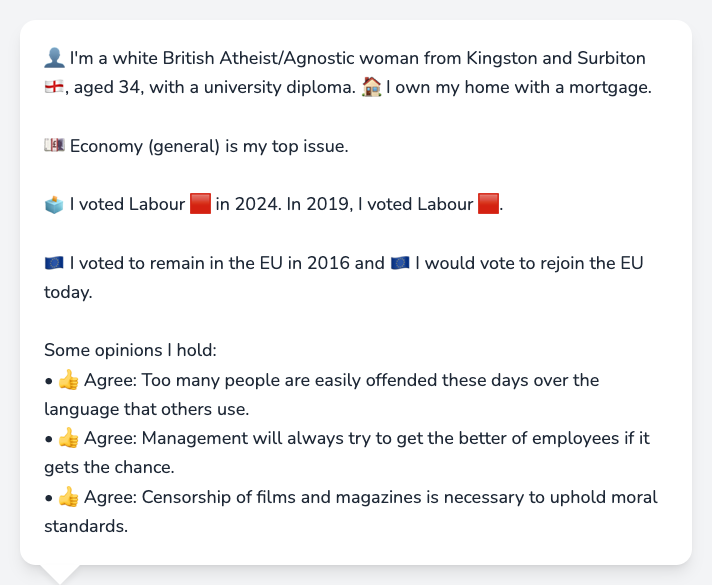 👤 I'm a white British Atheist/Agnostic woman from Kingston and Surbiton
🏴󠁧󠁢󠁥󠁮󠁧󠁿, aged 34, with a university diploma. 🏠 I own my home with a mortgage.
💷 Economy (general) is my top issue.
🗳️ I voted Labour 🟥 in 2024. In 2019, I voted Labour 🟥.
🇪🇺 I voted to remain in the EU in 2016 and 🇪🇺 I would vote to rejoin the EU
today.
Some opinions I hold:
• 👍 Agree: Too many people are easily offended these days over the
language that others use.
• 👍 Agree: Management will always try to get the better of employees if it
gets the chance.
• 👍 Agree: Censorship of films and magazines is necessary to uphold moral
standards.